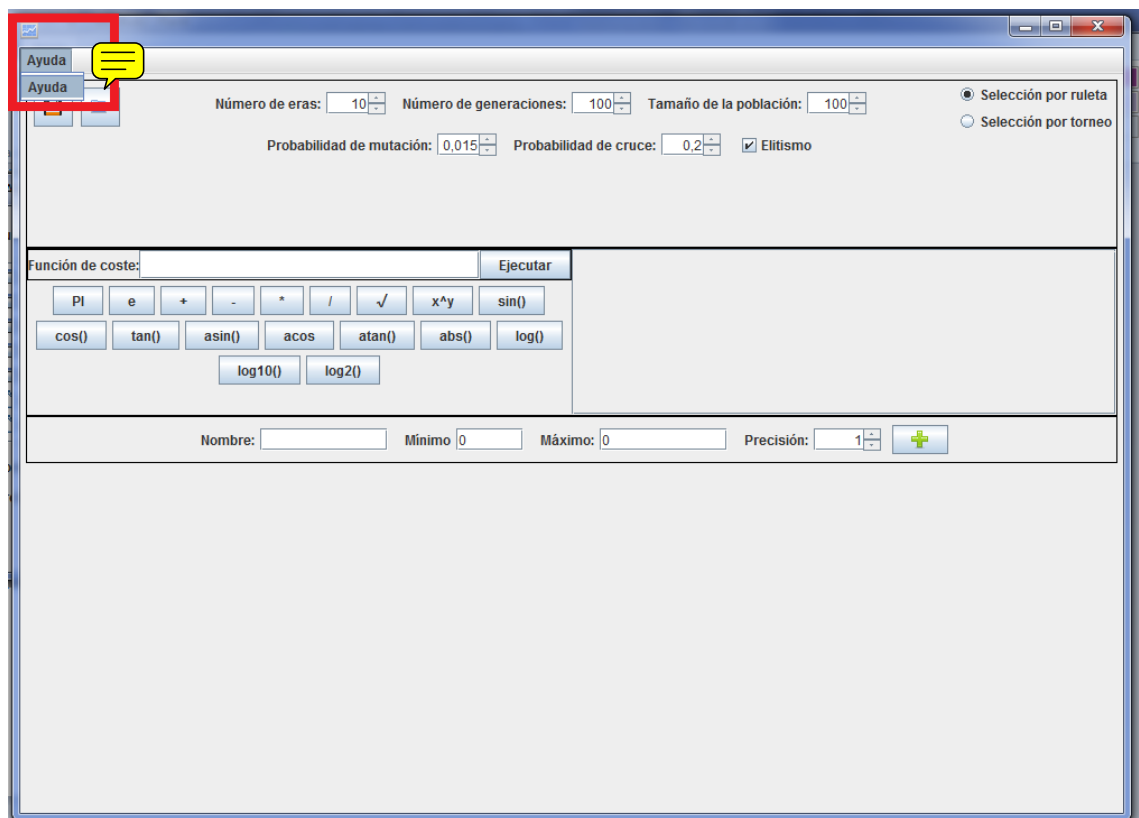 Ayuda
Ayuda
Número de eras: 10 Número de generaciones: 100 Tamaño de la población: 100
Selección por ruleta
Selección por torneo
Probabilidad de mutación: 0,015 Probabilidad de cruce: 0,2 Elitismo
Función de coste: Ejecutar
PI e + - * / √ x^y sin()
cos() tan() asin() acos atan() abs() log()
log10() log2()
Nombre: Mínimo 0 Máximo: 0 Precisión: 1